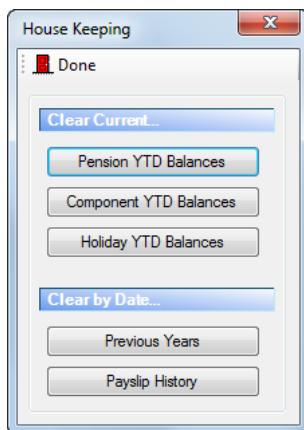 House Keeping
Done
Clear Current...
Pension YTD Balances
Component YTD Balances
Holiday YTD Balances
Clear by Date...
Previous Years
Payslip History